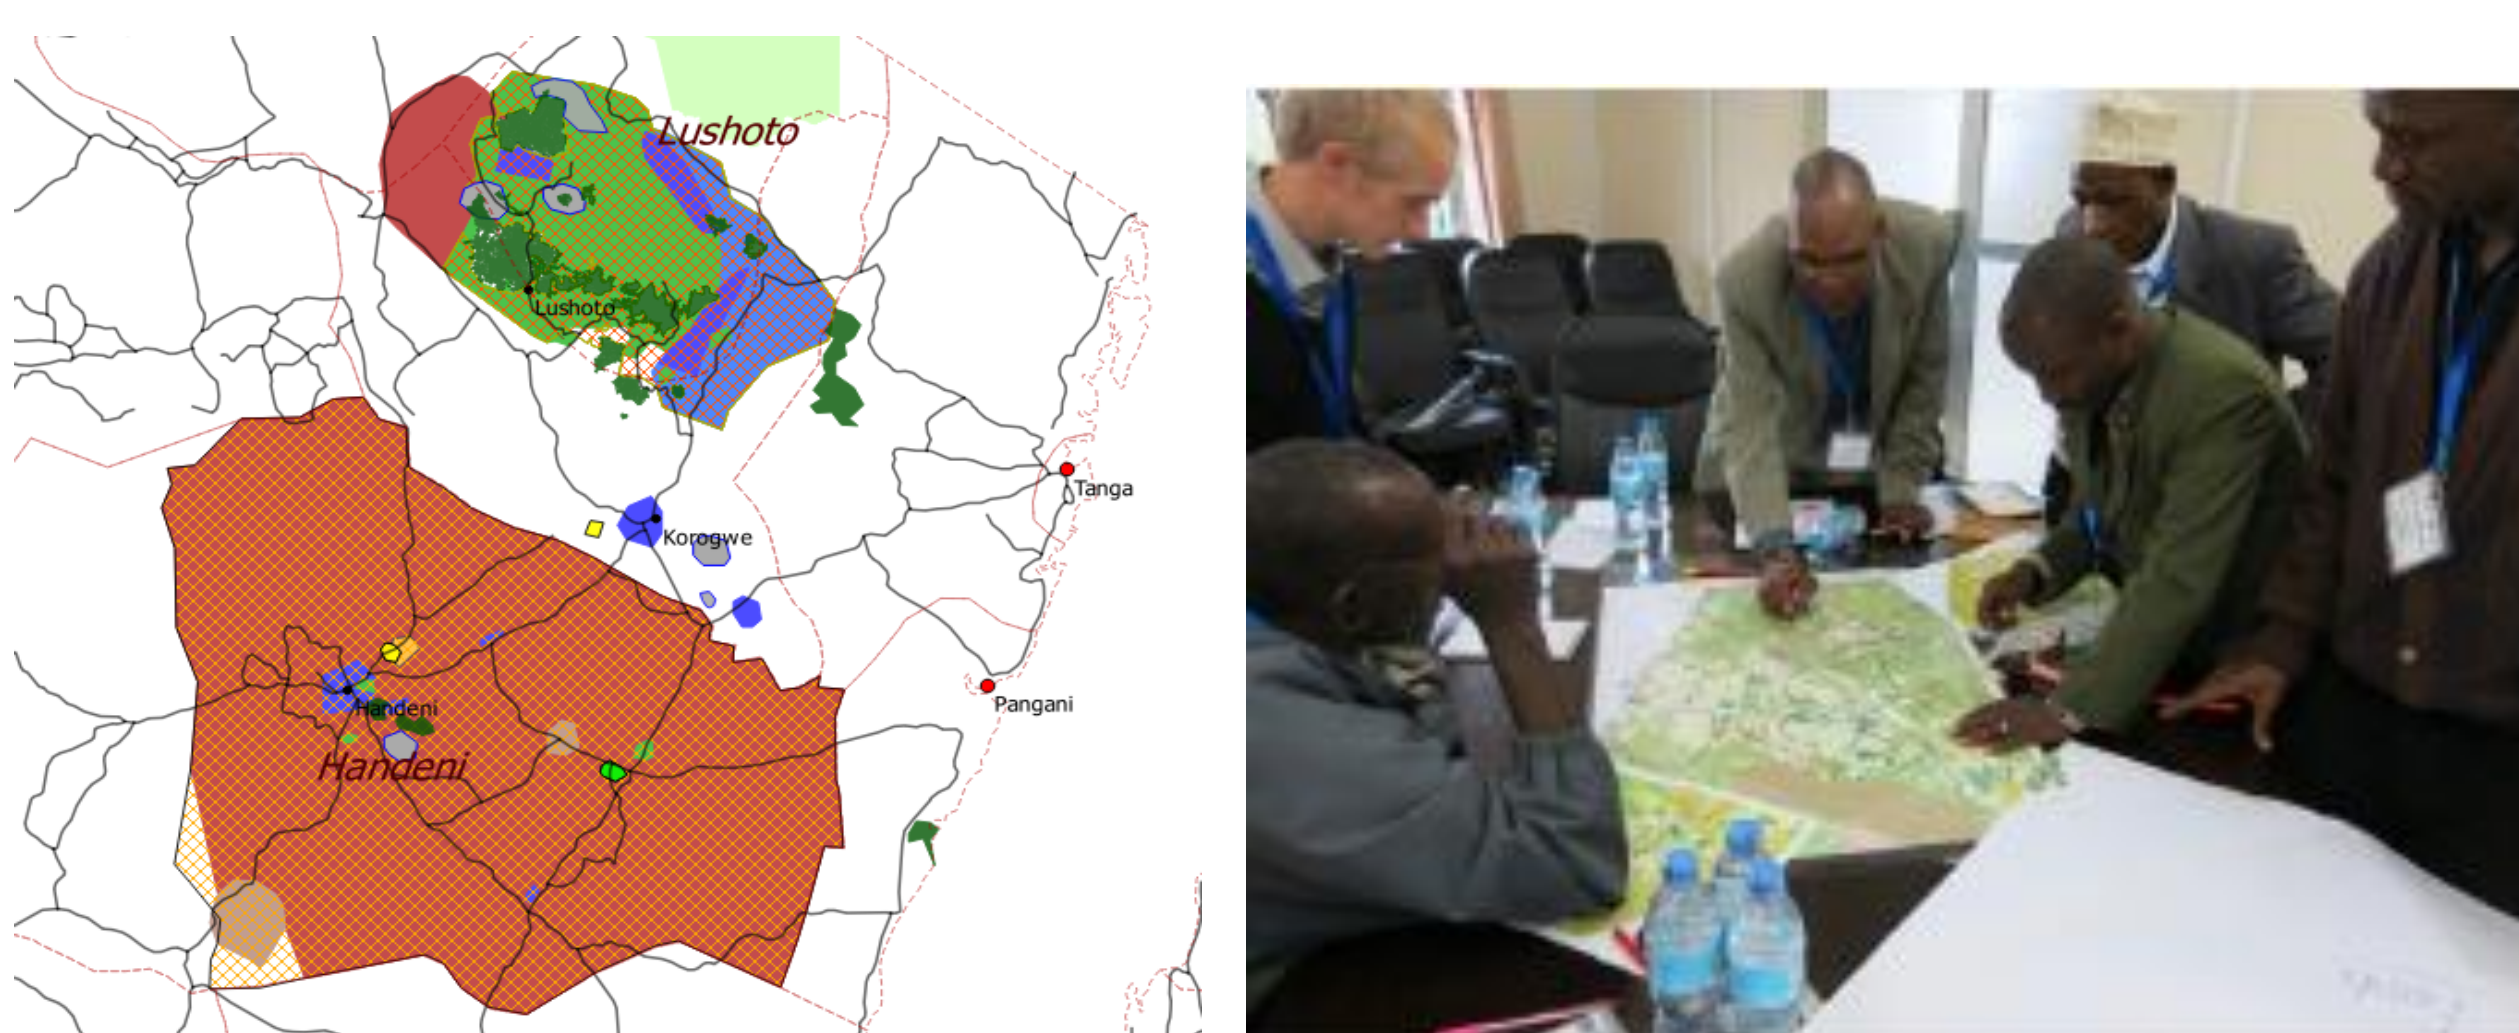 Lushoto
Lushoto
Korogwe
Tanga
Pangani
Handeni
Handeni